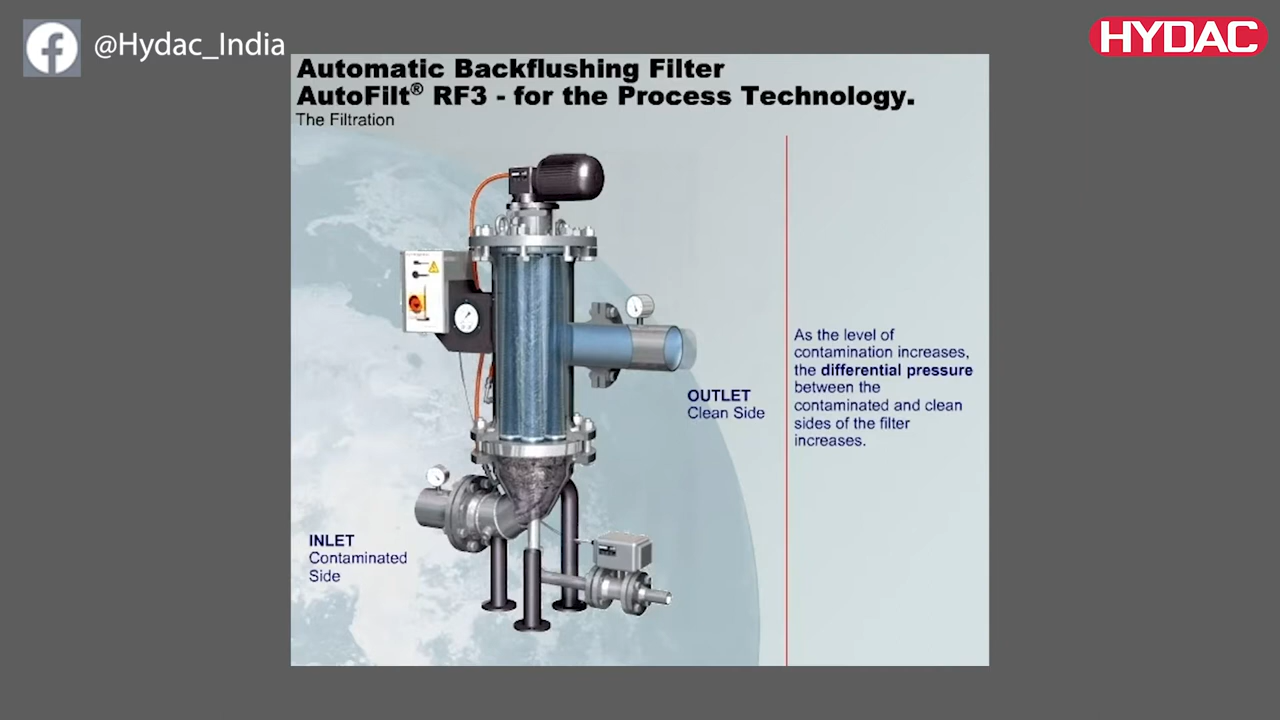 @Hydac_India
HYDAC
Automatic Backflushing Filter
AutoFilt® RF3 - for the Process Technology.
The Filtration
As the level of
contamination increases,
the differential pressure
between the
contaminated and clean
sides of the filter
increases.
OUTLET
Clean Side
INLET
Contaminated
Side